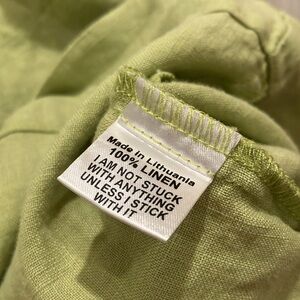 Made in Lithuania
100% LINEN
I AM NOT STUCK
WITH ANYTHING
UNLESS I STICK
WITH IT